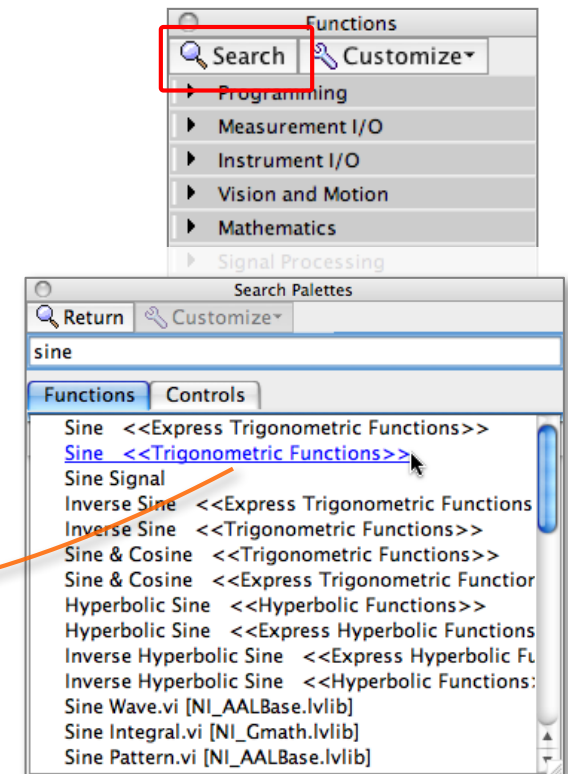 Functions
Search Customize
Programming
Measurement I/O
Instrument I/O
Vision and Motion
Mathematics
Signal Processing
Search Palettes
Return Customize
sine
Functions Controls
Sine <<Express Trigonometric Functions>>
Sine <<Trigonometric Functions>>
Sine Signal
Inverse Sine <<Express Trigonometric Functions
Inverse Sine <<Trigonometric Functions>>
Sine & Cosine <<Trigonometric Functions>>
Sine & Cosine <<Express Trigonometric Function
Hyperbolic Sine <<Hyperbolic Functions>>
Hyperbolic Sine <<Express Hyperbolic Functions
Inverse Hyperbolic Sine <<Express Hyperbolic Fu
Inverse Hyperbolic Sine <<Hyperbolic Functions>
Sine Wave.vi [NI_AALBase.lvlib]
Sine Integral.vi [NI_Gmath.lvlib]
Sine Pattern.vi [NI_AALBase.lvlib]